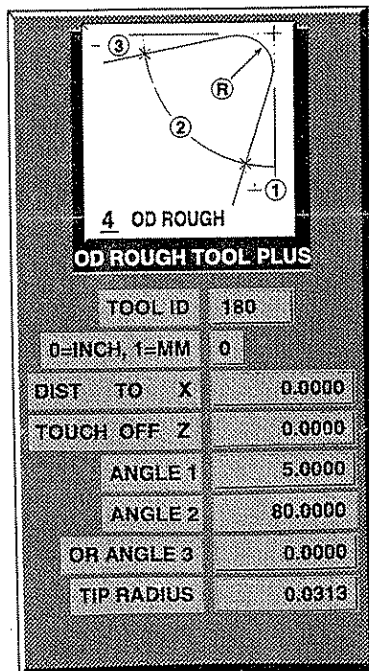 - ③
R
②
- ①
4 OD ROUGH
OD ROUGH TOOL PLUS
TOOL ID 180
0=INCH, 1=MM 0
DIST TO X 0.0000
TOUCH OFF Z 0.0000
ANGLE 1 5.0000
ANGLE 2 80.0000
OR ANGLE 3 0.0000
TIP RADIUS 0.0313